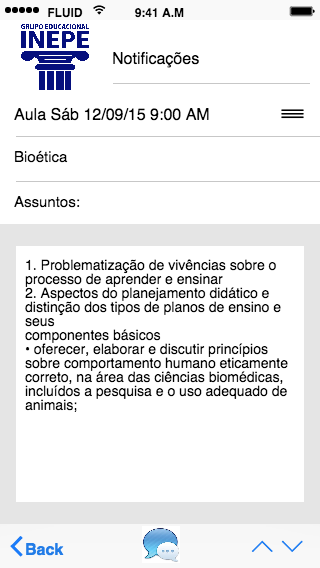 FLUID 9:41 A.M
GRUPO EDUCACIONAL
INEPE
Notificações
Aula Sáb 12/09/15 9:00 AM
Bioética
Assuntos:
1. Problematização de vivências sobre o
processo de aprender e ensinar
2. Aspectos do planejamento didático e
distinção dos tipos de planos de ensino e
seus
componentes básicos
• oferecer, elaborar e discutir princípios
sobre comportamento humano eticamente
correto, na área das ciências biomédicas,
incluídos a pesquisa e o uso adequado de
animais;
Back